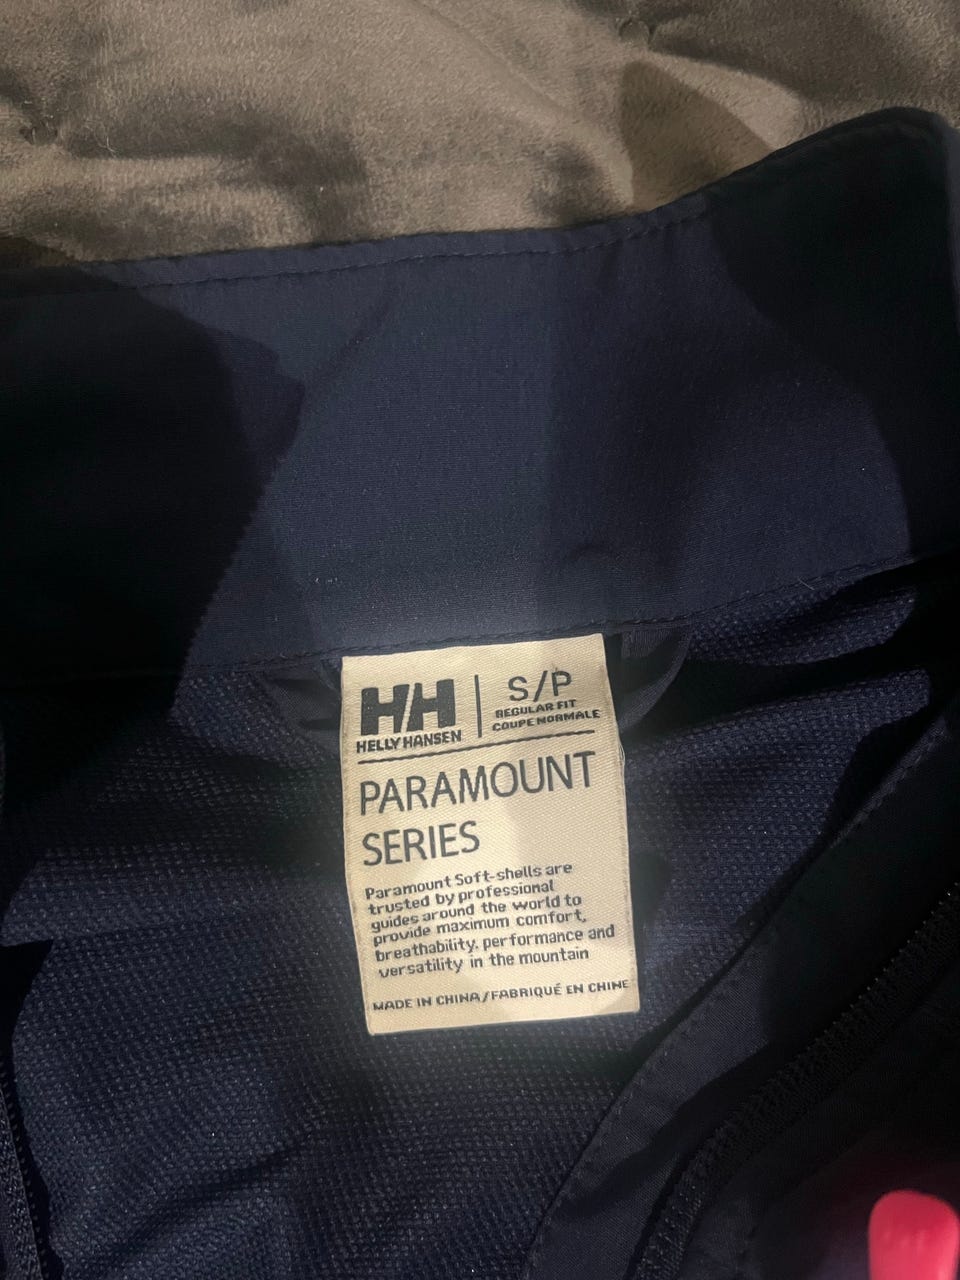 HH
S/P
REGULAR FIT
COUPE NORMALE
HELLY HANSEN
PARAMOUNT
SERIES
Paramount Soft-shells are
trusted by professional
guides around the world to
provide maximum comfort,
breathability, performance and
versatility in the mountain
MADE IN CHINA/FABRIQUÉ EN CHINE